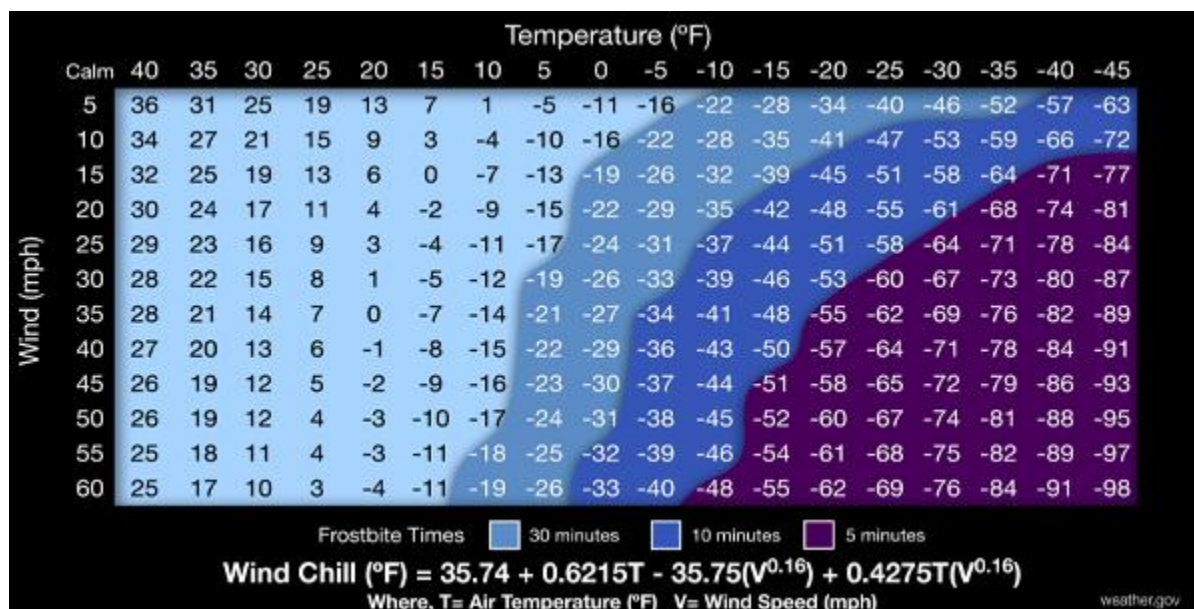 Temperature (ºF)
Calm 40 35 30 25 20 15 10 5 0 -5 -10 -15 -20 -25 -30 -35 -40 -45
Wind (mph)
5 36 31 25 19 13 7 1 -5 -11 -16 -22 -28 -34 -40 -46 -52 -57 -63
10 34 27 21 15 9 3 -4 -10 -16 -22 -28 -35 -41 -47 -53 -59 -66 -72
15 32 25 19 13 6 0 -7 -13 -19 -26 -32 -39 -45 -51 -58 -64 -71 -77
20 30 24 17 11 4 -2 -9 -15 -22 -29 -35 -42 -48 -55 -61 -68 -74 -81
25 29 23 16 9 3 -4 -11 -17 -24 -31 -37 -44 -51 -58 -64 -71 -78 -84
30 28 22 15 8 1 -5 -12 -19 -26 -33 -39 -46 -53 -60 -67 -73 -80 -87
35 28 21 14 7 0 -7 -14 -21 -27 -34 -41 -48 -55 -62 -69 -76 -82 -89
40 27 20 13 6 -1 -8 -15 -22 -29 -36 -43 -50 -57 -64 -71 -78 -84 -91
45 26 19 12 5 -2 -9 -16 -23 -30 -37 -44 -51 -58 -65 -72 -79 -86 -93
50 26 19 12 4 -3 -10 -17 -24 -31 -38 -45 -52 -60 -67 -74 -81 -88 -95
55 25 18 11 4 -3 -11 -18 -25 -32 -39 -46 -54 -61 -68 -75 -82 -89 -97
60 25 17 10 3 -4 -11 -19 -26 -33 -40 -48 -55 -62 -69 -76 -84 -91 -98
Frostbite Times 30 minutes 10 minutes 5 minutes
Wind Chill (ºF) = 35.74 + 0.6215T - 35.75(V^0.16) + 0.4275T(V^0.16)
Where, T= Air Temperature (ºF) V= Wind Speed (mph)
weather.gov